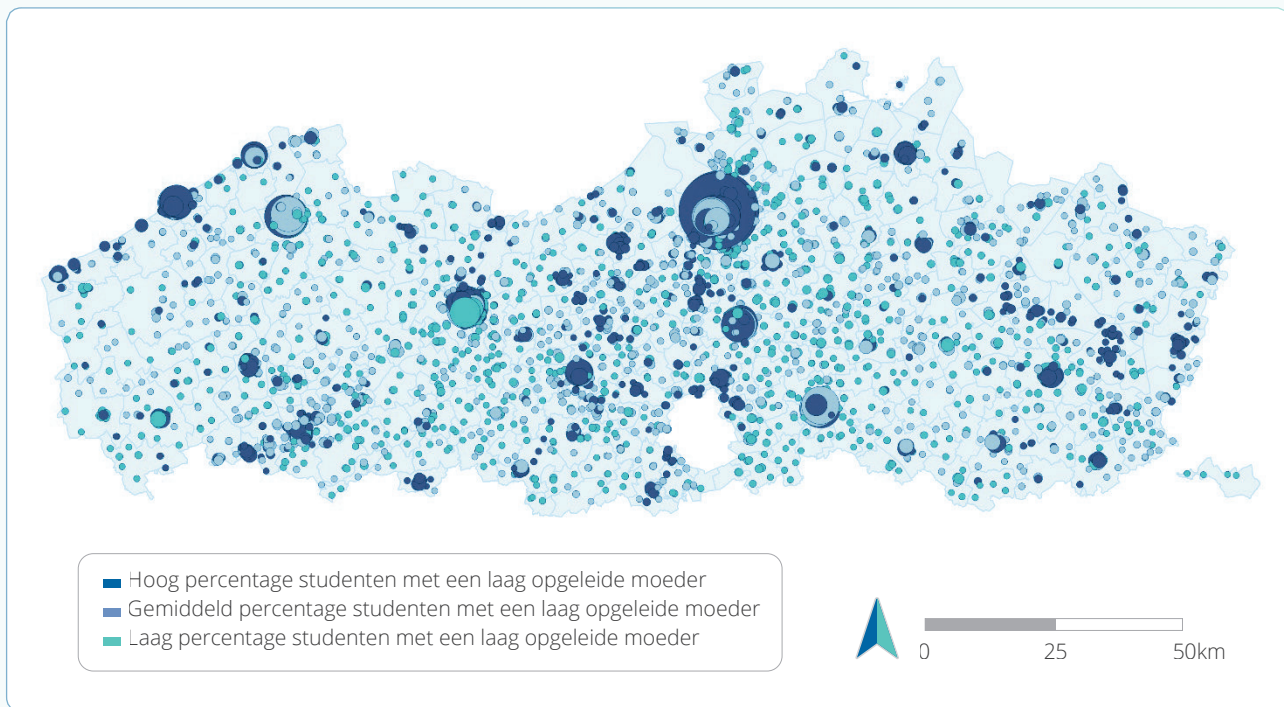 Hoog percentage studenten met een laag opgeleide moeder
Gemiddeld percentage studenten met een laag opgeleide moeder
Laag percentage studenten met een laag opgeleide moeder
0 25 50km